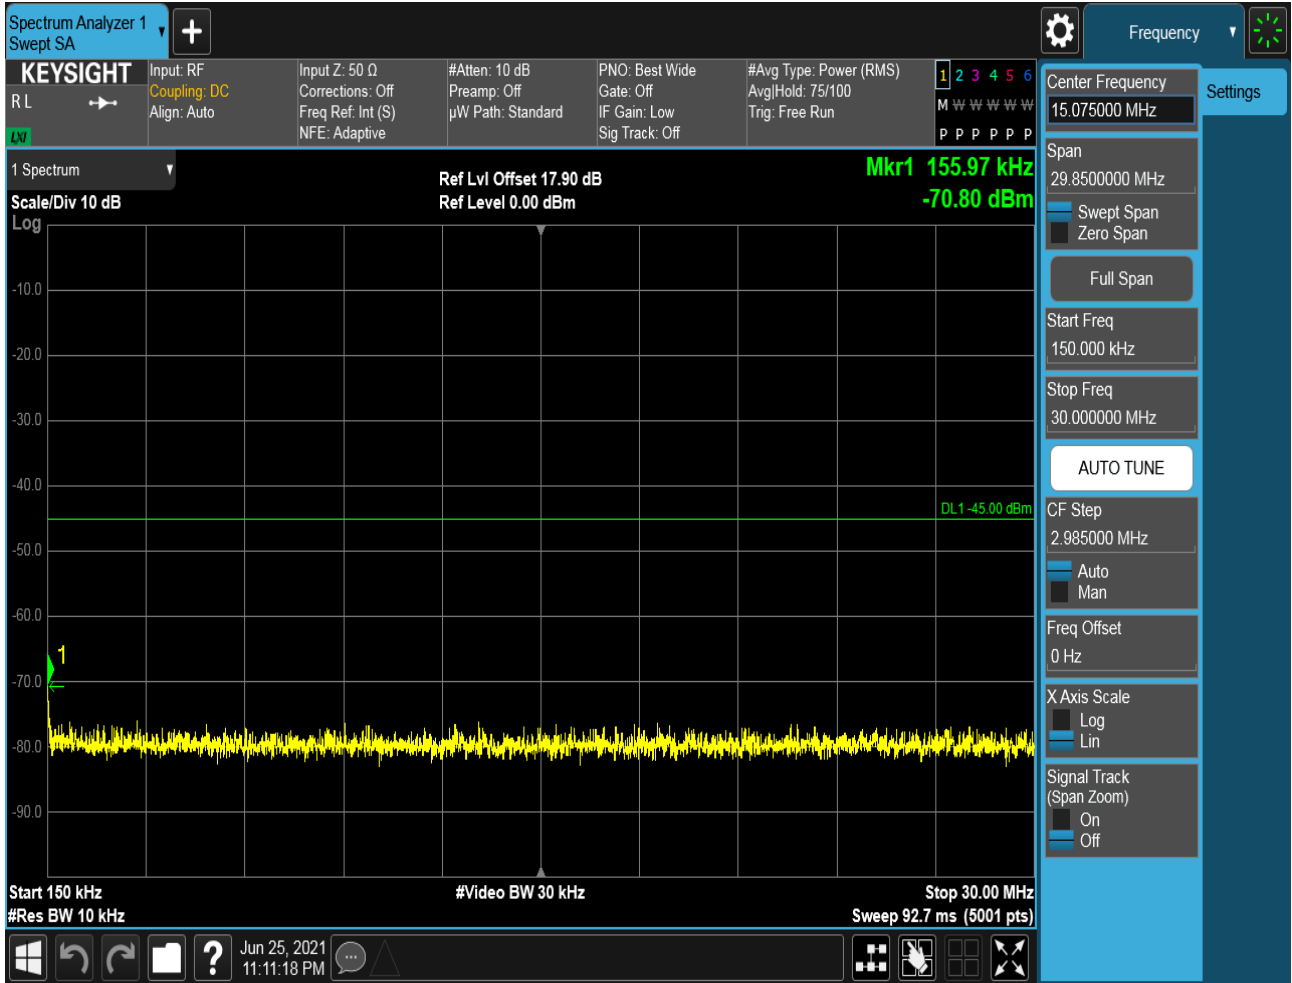 Spectrum Analyzer 1
Swept SA
Frequency
KEYSIGHT
R L
LXI
Input: RF
Coupling: DC
Align: Auto
Input Z: 50 Ω
Corrections: Off
Freq Ref: Int (S)
NFE: Adaptive
#Atten: 10 dB
Preamp: Off
µW Path: Standard
PNO: Best Wide
Gate: Off
IF Gain: Low
Sig Track: Off
#Avg Type: Power (RMS)
Avg|Hold: 75/100
Trig: Free Run
1 2 3 4 5 6
M W W W W W
P P P P P P
1 Spectrum
Scale/Div 10 dB
Log
Ref Lvl Offset 17.90 dB
Ref Level 0.00 dBm
Mkr1 155.97 kHz
-70.80 dBm
-10.0
-20.0
-30.0
-40.0
DL1 -45.00 dBm
-50.0
-60.0
1
-70.0
-80.0
-90.0
Start 150 kHz
#Video BW 30 kHz
Stop 30.00 MHz
#Res BW 10 kHz
Sweep 92.7 ms (5001 pts)
Center Frequency
15.075000 MHz
Settings
Span
29.8500000 MHz
Swept Span
Zero Span
Full Span
Start Freq
150.000 kHz
Stop Freq
30.000000 MHz
AUTO TUNE
CF Step
2.985000 MHz
Auto
Man
Freq Offset
0 Hz
X Axis Scale
Log
Lin
Signal Track
(Span Zoom)
On
Off
?
Jun 25, 2021
11:11:18 PM